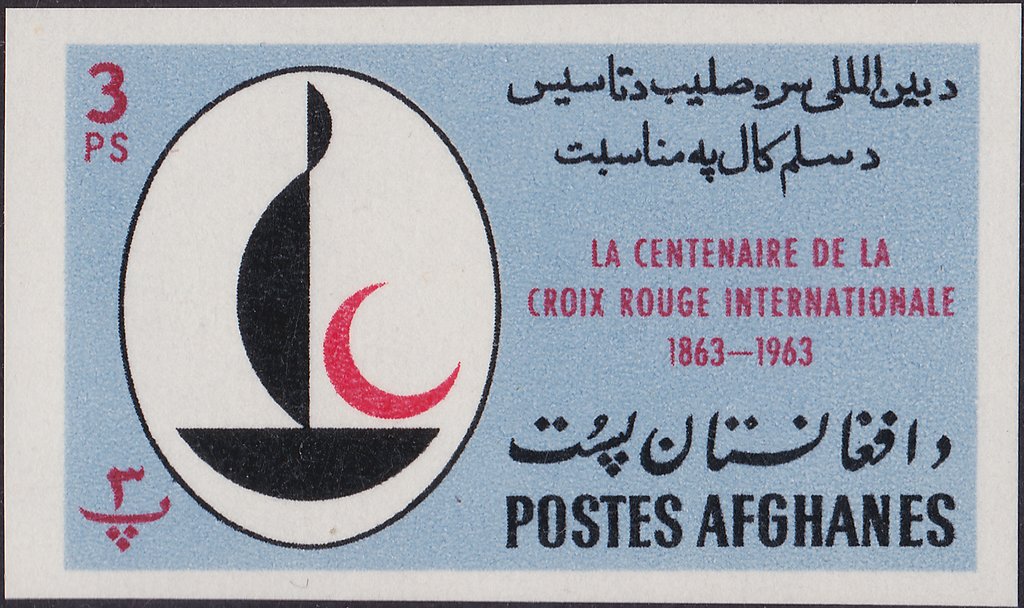 3
PS
د بین المللی سره صلیب د تاسیس
د سلم کال په مناسبت
LA CENTENAIRE DE LA
CROIX ROUGE INTERNATIONALE
1863—1963
د افغانستان پست
POSTES AFGHANES
۳
پ